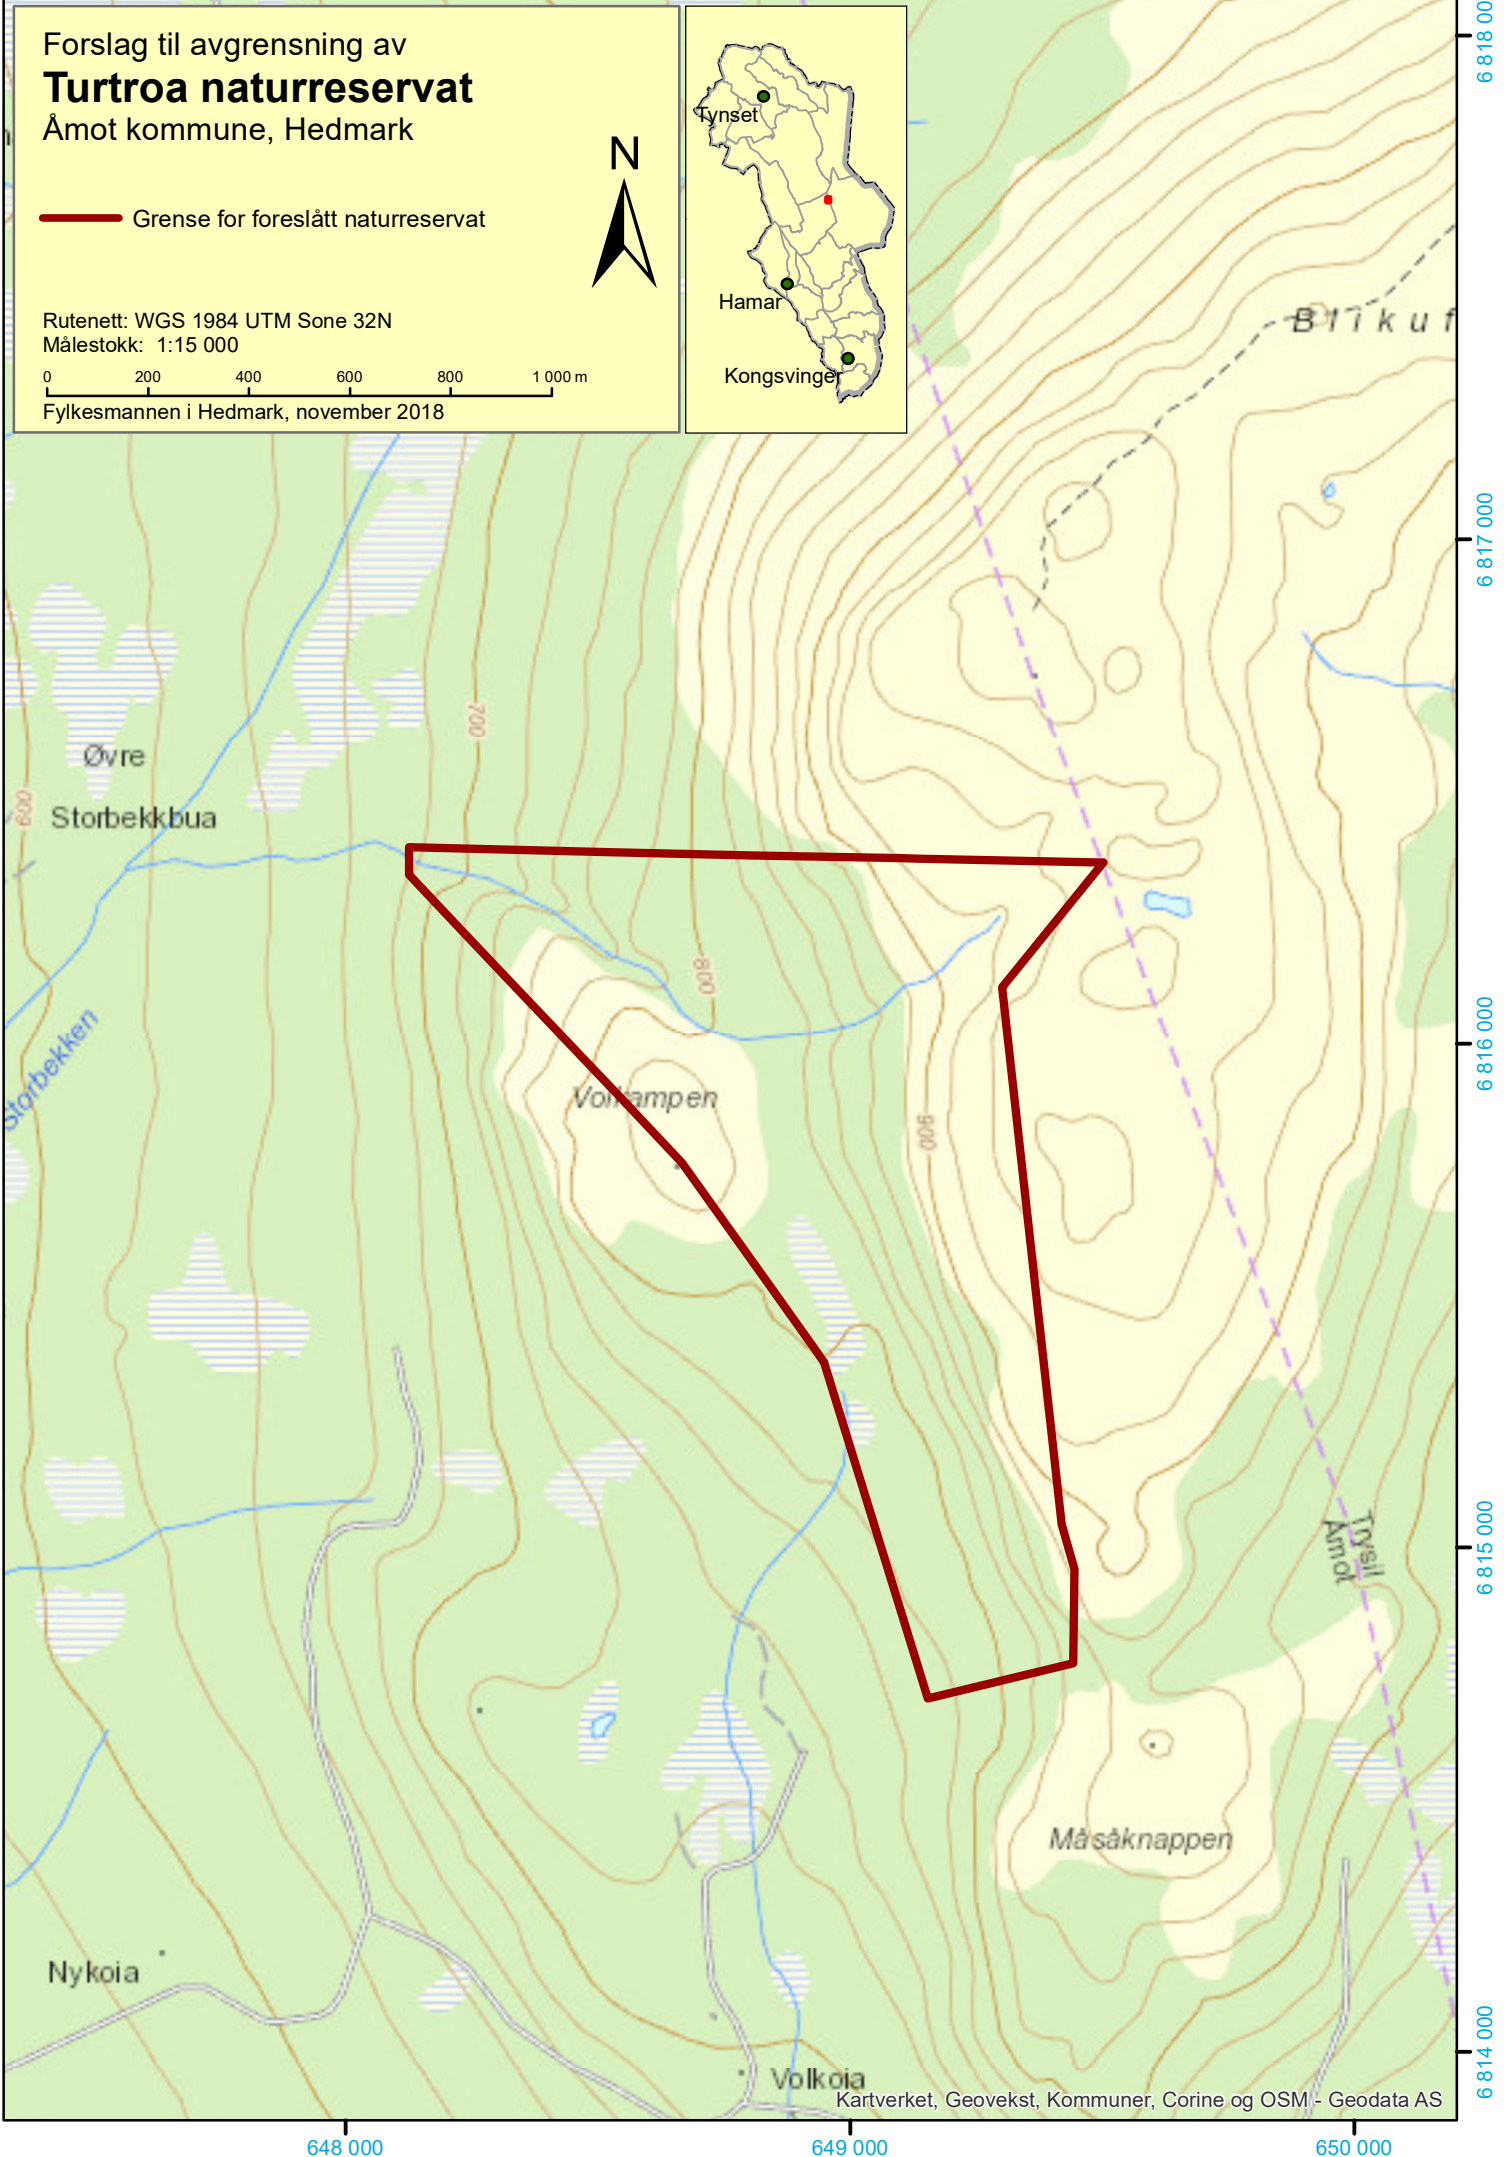 Forslag til avgrensning av
Turtroa naturreservat
Åmot kommune, Hedmark
N
Grense for foreslått naturreservat
Rutenett: WGS 1984 UTM Sone 32N
Målestokk: 1:15 000
0 200 400 600 800 1 000 m
Fylkesmannen i Hedmark, november 2018
Tynset
Hamar
Kongsvinger
6 818 00
Blikuf
6 817 000
700
Øvre
Storbekkbua
600
800
6 816 000
Storbekken
Volkampen
900
6 815 000
Trysil
Åmot
Måsåknappen
Nykoia
6 814 000
Volkoia
Kartverket, Geovekst, Kommuner, Corine og OSM - Geodata AS
648 000 649 000 650 000